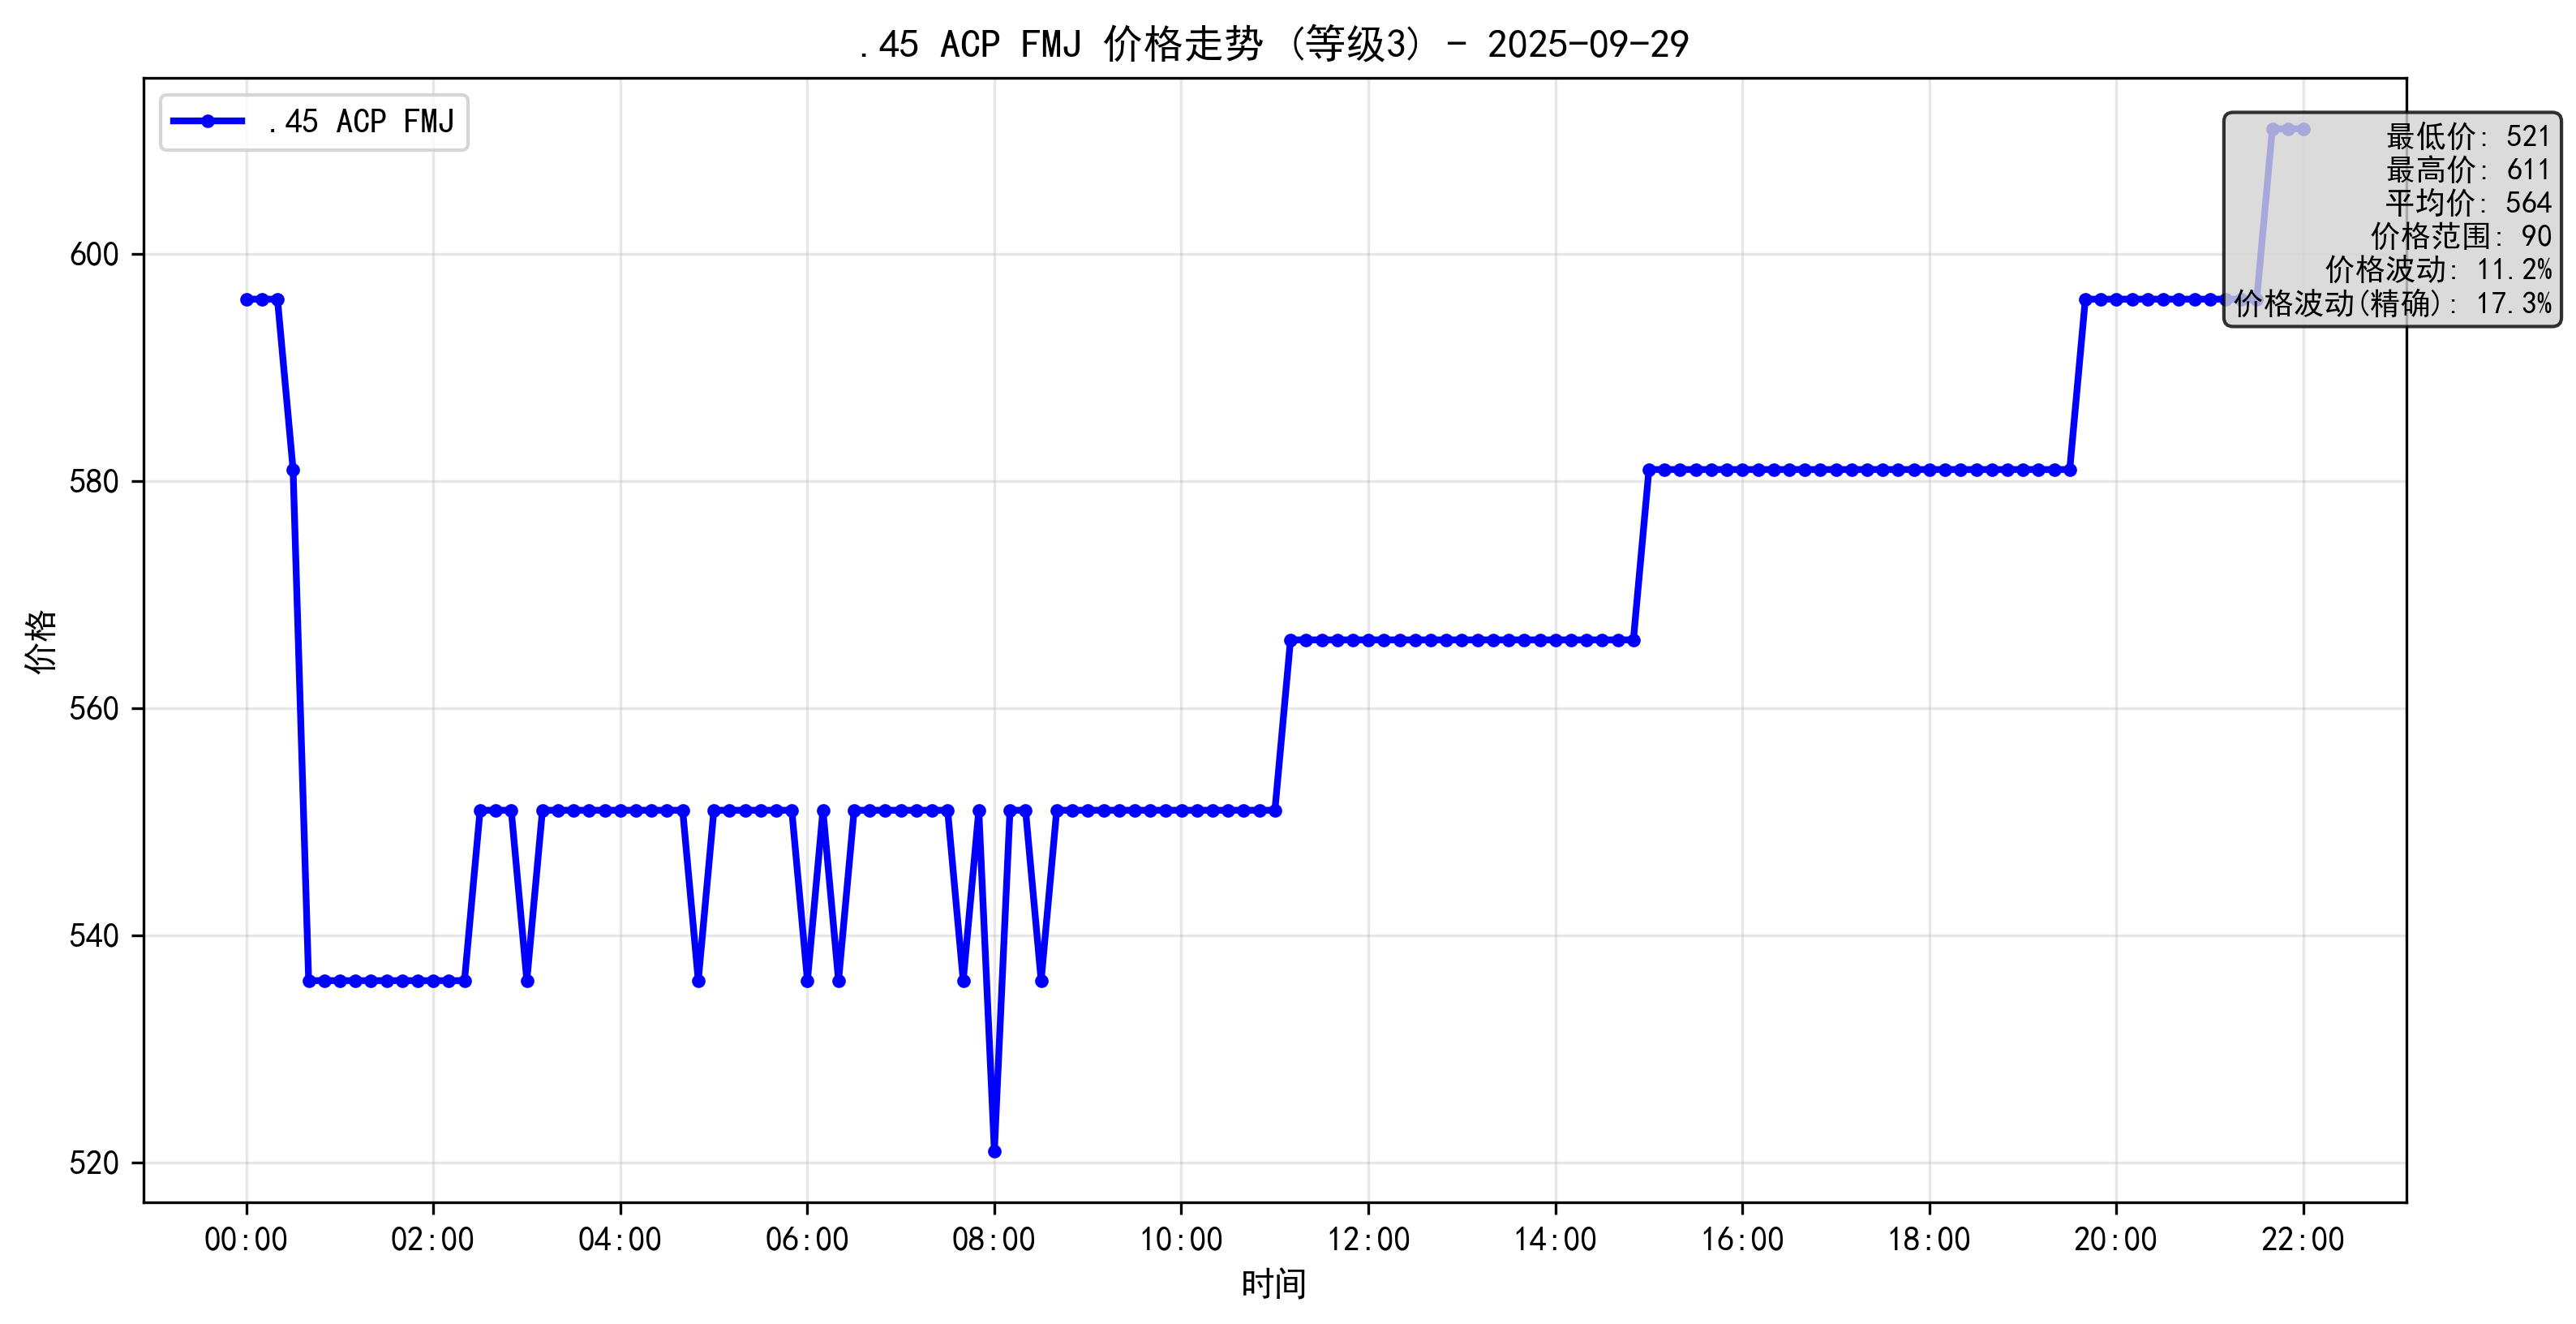 .45 ACP FMJ 价格走势 (等级3) - 2025-09-29
.45 ACP FMJ
最低价: 521
最高价: 611
平均价: 564
价格范围: 90
价格波动: 11.2%
价格波动(精确): 17.3%
600
580
560
540
520
价格
00:00 02:00 04:00 06:00 08:00 10:00 12:00 14:00 16:00 18:00 20:00 22:00
时间